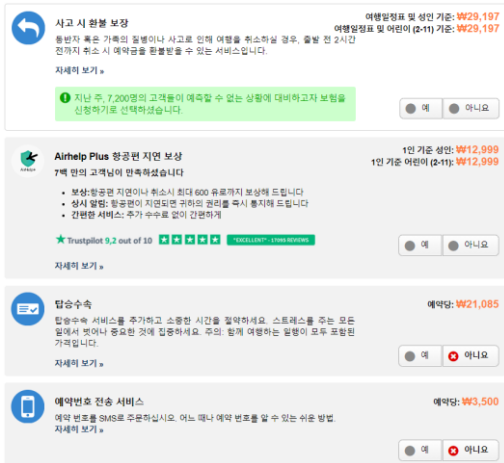 사고 시 환불 보장
여행일정표 및 성인 기준: ₩29,197
여행일정표 및 어린이 (2-11) 기준: ₩29,197
동반자 혹은 가족의 질병이나 사고로 인해 여행을 취소하실 경우, 출발 전 2시간
전까지 취소 시 예약금을 환불받을 수 있는 서비스입니다.
자세히 보기 »
지난 주, 7,200명의 고객들이 예측할 수 없는 상황에 대비하고자 보험을
신청하기로 선택하셨습니다.
예 아니요
Airhelp Plus 항공편 지연 보상
1인 기준 성인: ₩12,999
1인 기준 어린이 (2-11): ₩12,999
7백 만의 고객님이 만족하셨습니다
• 보상:항공편 지연이나 취소시 최대 600 유로까지 보상해 드립니다
• 상시 알림: 항공편이 지연되면 귀하의 권리를 즉시 통지해 드립니다
• 간편한 서비스: 추가 수수료 없이 간편하게
Trustpilot 9,2 out of 10 "EXCELLENT" - 17999 REVIEWS
예 아니요
자세히 보기 »
탑승수속
예약당: ₩21,085
탑승수속 서비스를 추가하고 소중한 시간을 절약하세요. 스트레스를 주는 모든
일에서 벗어나 중요한 것에 집중하세요. 주의: 함께 여행하는 일행이 모두 포함된
가격입니다.
자세히 보기 »
예 아니요
예약번호 전송 서비스
예약당: ₩3,500
예약 번호를 SMS로 주문하십시오. 어느 때나 예약 번호를 알 수 있는 쉬운 방법.
자세히 보기 »
예 아니요